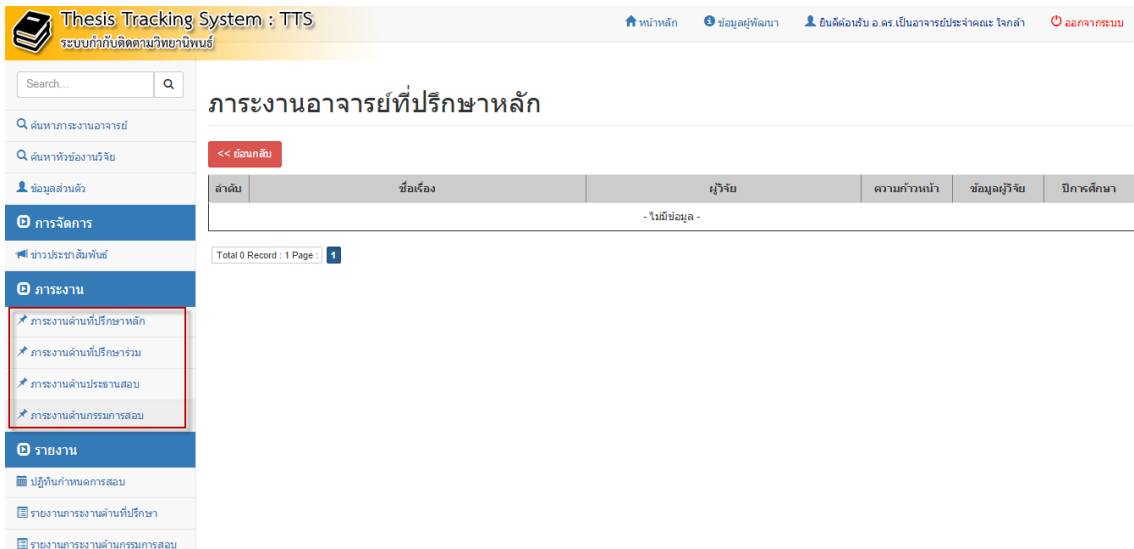 Thesis Tracking System : TTS
ระบบกำกับติดตามวิทยานิพนธ์
หน้าหลัก ข้อมูลผู้พัฒนา ยินดีต้อนรับ อ.ดร.เป็นอาจารย์ประจำคณะ ใจกล้า ออกจากระบบ
Search...
ค้นหาภาระงานอาจารย์
ค้นหาหัวข้องานวิจัย
ข้อมูลส่วนตัว
การจัดการ
ข่าวประชาสัมพันธ์
ภาระงาน
ภาระงานด้านที่ปรึกษาหลัก
ภาระงานด้านที่ปรึกษาร่วม
ภาระงานด้านประธานสอบ
ภาระงานด้านกรรมการสอบ
รายงาน
ปฏิทินกำหนดการสอบ
รายงานภาระงานด้านที่ปรึกษา
รายงานภาระงานด้านกรรมการสอบ
ภาระงานอาจารย์ที่ปรึกษาหลัก
<< ย้อนกลับ
ลำดับ ชื่อเรื่อง ผู้วิจัย ความก้าวหน้า ข้อมูลผู้วิจัย ปีการศึกษา
- ไม่มีข้อมูล -
Total 0 Record : 1 Page : 1